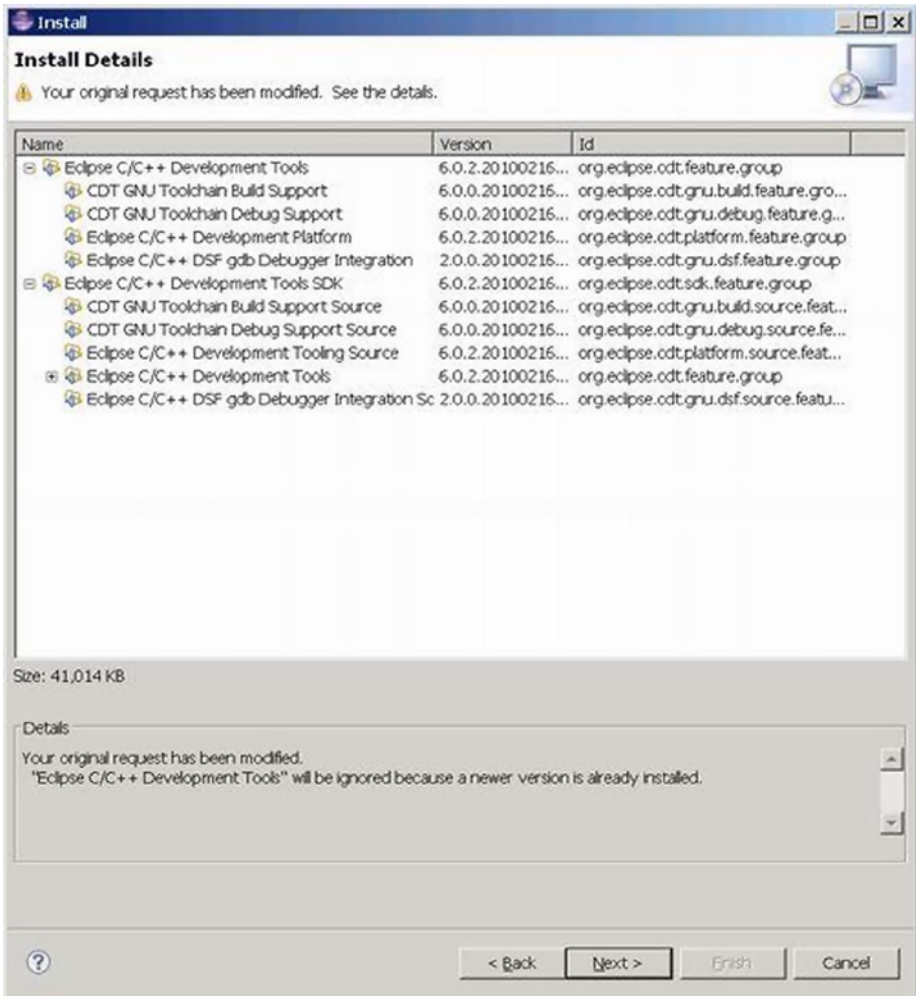 Install
Install Details
Your original request has been modified. See the details.
Name Version Id
Eclipse C/C++ Development Tools 6.0.2.20100216... org.eclipse.cdt.feature.group
CDT GNU Toolchain Build Support 6.0.0.20100216... org.eclipse.cdt.gnu.build.feature.gro...
CDT GNU Toolchain Debug Support 6.0.0.20100216... org.eclipse.cdt.gnu.debug.feature.g...
Eclipse C/C++ Development Platform 6.0.2.20100216... org.eclipse.cdt.platform.feature.group
Eclipse C/C++ DSF gdb Debugger Integration 2.0.0.20100216... org.eclipse.cdt.gnu.dsf.feature.group
Eclipse C/C++ Development Tools SDK 6.0.2.20100216... org.eclipse.cdt.sdk.feature.group
CDT GNU Toolchain Build Support Source 6.0.0.20100216... org.eclipse.cdt.gnu.build.source.feat...
CDT GNU Toolchain Debug Support Source 6.0.0.20100216... org.eclipse.cdt.gnu.debug.source.fe...
Eclipse C/C++ Development Tooling Source 6.0.2.20100216... org.eclipse.cdt.platform.source.feat...
Eclipse C/C++ Development Tools 6.0.2.20100216... org.eclipse.cdt.feature.group
Eclipse C/C++ DSF gdb Debugger Integration Sc 2.0.0.20100216... org.eclipse.cdt.gnu.dsf.source.featu...
Size: 41,014 KB
Details
Your original request has been modified.
"Eclipse C/C++ Development Tools" will be ignored because a newer version is already installed.
? < Back Next > Finish Cancel